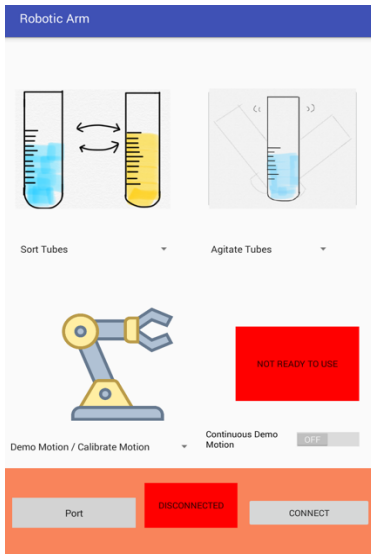 Robotic Arm
Sort Tubes
Agitate Tubes
NOT READY TO USE
Demo Motion / Calibrate Motion
Continuous Demo
Motion
OFF
Port
DISCONNECTED
CONNECT